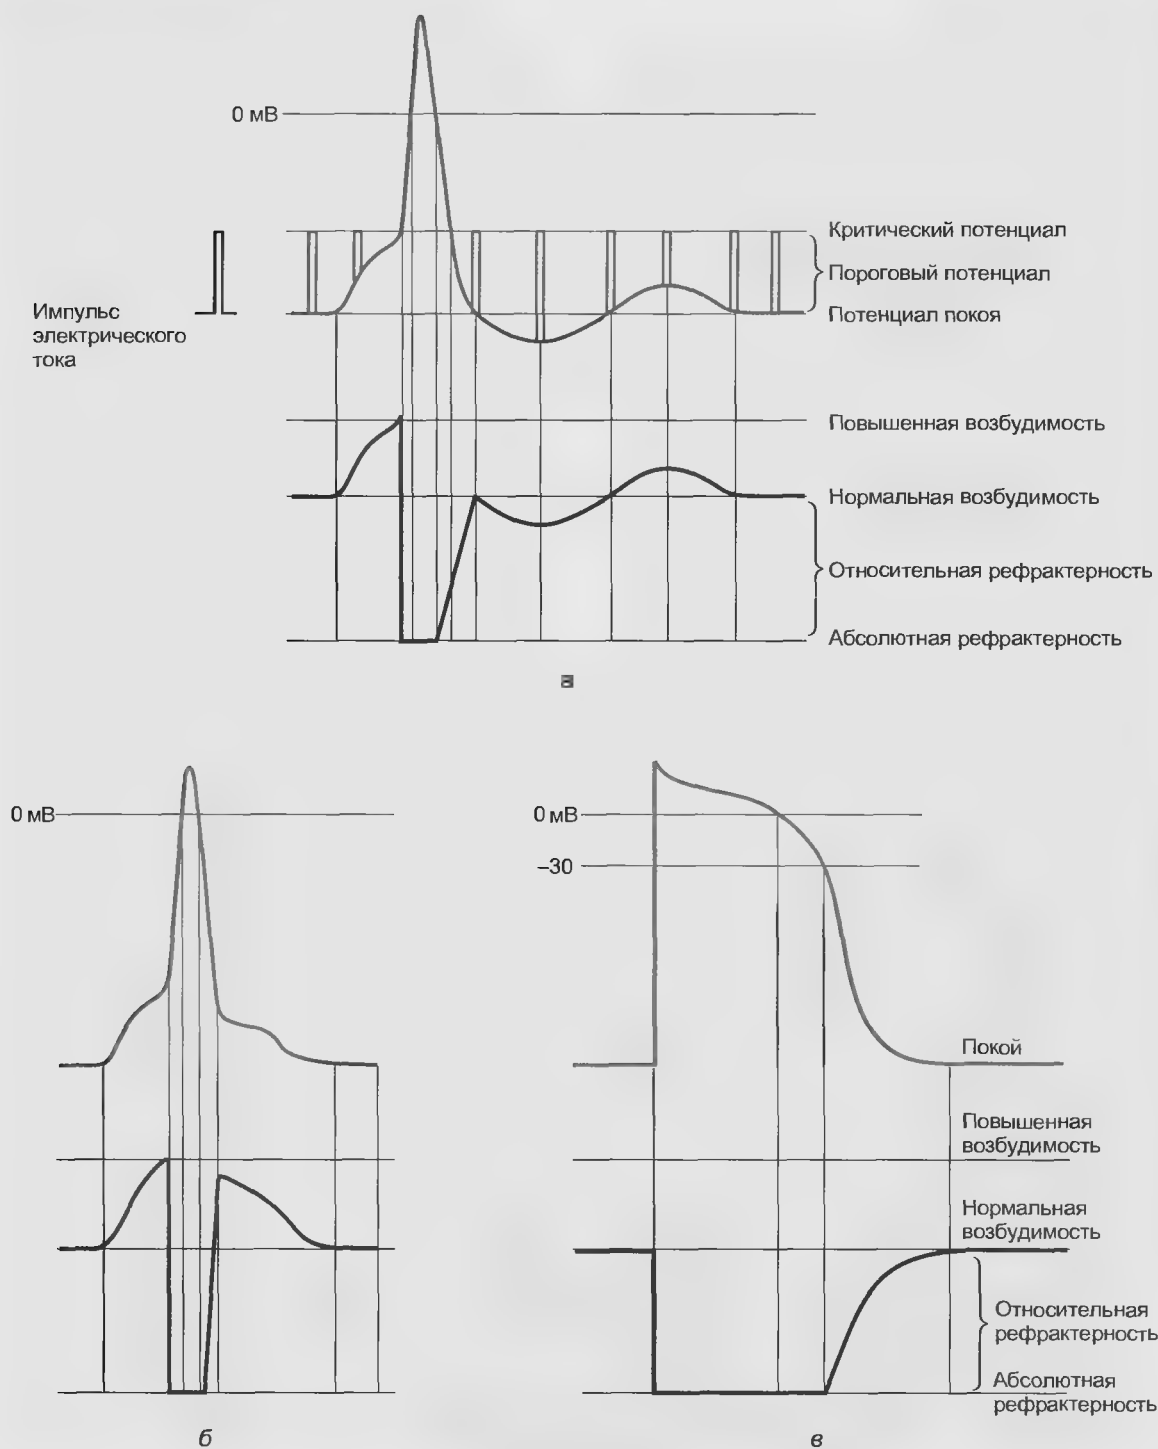 0 мВ
Критический потенциал
Пороговый потенциал
Потенциал покоя
Импульс
электрического
тока
Повышенная возбудимость
Нормальная возбудимость
Относительная рефрактерность
Абсолютная рефрактерность
а
0 мВ
б
0 мВ
–30
Покой
Повышенная
возбудимость
Нормальная
возбудимость
Относительная
рефрактерность
Абсолютная
рефрактерность
в